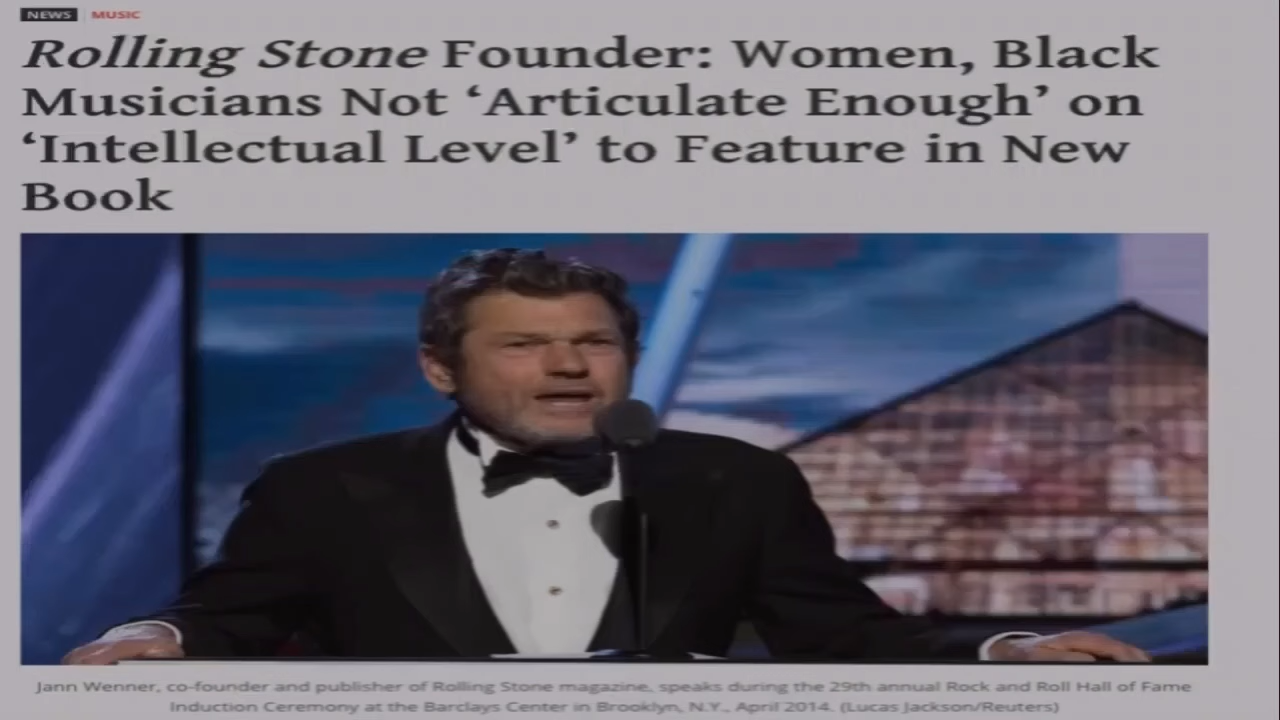 NEWS MUSIC
Rolling Stone Founder: Women, Black
Musicians Not ‘Articulate Enough’ on
‘Intellectual Level’ to Feature in New
Book
Jann Wenner, co-founder and publisher of Rolling Stone magazine, speaks during the 29th annual Rock and Roll Hall of Fame
Induction Ceremony at the Barclays Center in Brooklyn, N.Y., April 2014. (Lucas Jackson/Reuters)